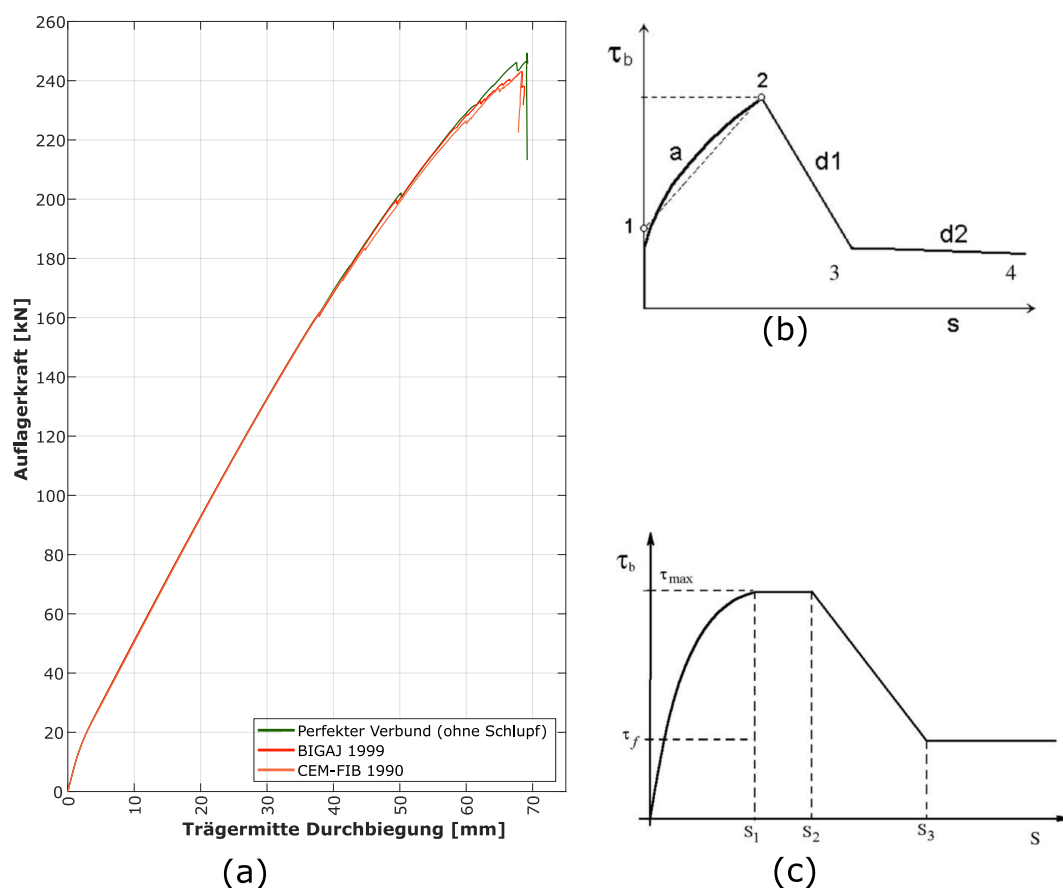 260
240
220
200
180
160
140
120
100
80
60
40
20
0
Auflagerkraft [kN]
Perfekter Verbund (ohne Schlupf)
BIGAJ 1999
CEM-FIB 1990
0 10 20 30 40 50 60 70
Trägermitte Durchbiegung [mm]
(a)
τb
2
a
d1
1
d2
3 4
s
(b)
τb
τmax
τf
S1 S2 S3 S
(c)